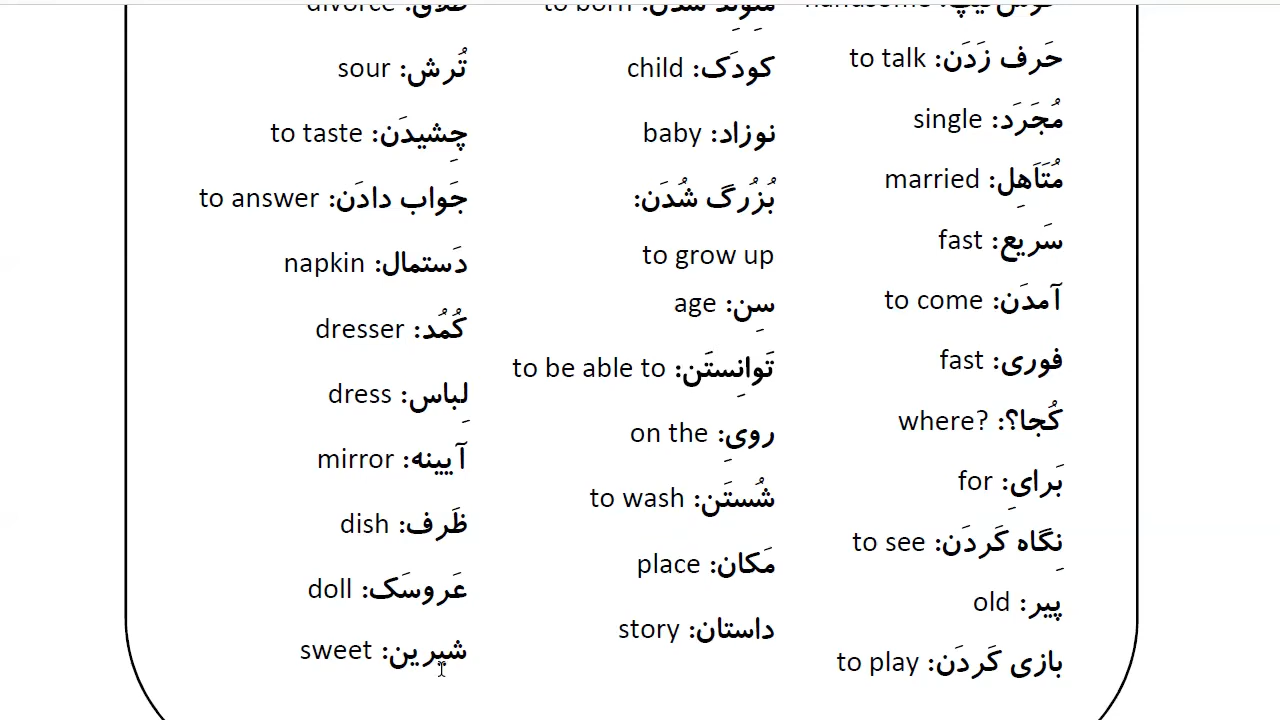 حَرف زَدَن: to talk
مُجَرَد: single
مُتَاَهِل: married
سَریع: fast
آمدَن: to come
فوری: fast
کُجا؟: where?
بَرایِ: for
نِگاه کَردَن: to see
پیر: old
بازی کَردَن: to play
کودَک: child
نوزاد: baby
بُزُرگ شُدَن:
to grow up
سِن: age
تَوانِستَن: to be able to
رویِ: on the
شُستَن: to wash
مَکان: place
داستان: story
تُرش: sour
چِشیدَن: to taste
جَواب دادَن: to answer
دَستمال: napkin
کُمُد: dresser
لِباس: dress
آیینه: mirror
ظَرف: dish
عَروسَک: doll
شیرین: sweet